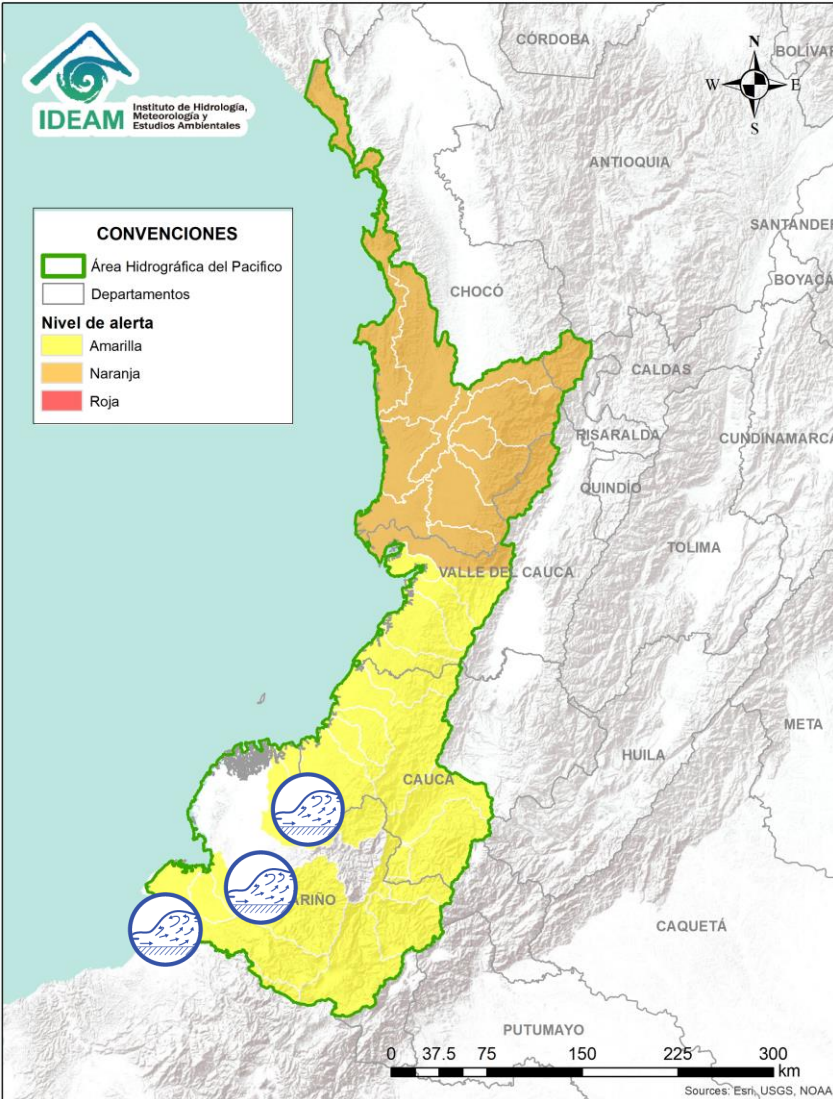 IDEAM
Instituto de Hidrología,
Meteorología y
Estudios Ambientales
CÓRDOBA
BOLÍVAR
N
W
E
S
ANTIOQUIA
SANTANDER
CONVENCIONES
Área Hidrográfica del Pacifico
Departamentos
Nivel de alerta
Amarilla
Naranja
Roja
BOYACÁ
CHOCÓ
CALDAS
RISARALDA
CUNDINAMARCA
QUINDÍO
TOLIMA
VALLE DEL CAUCA
META
HUILA
CAUCA
ARIÑO
CAQUETÁ
PUTUMAYO
0 37.5 75 150 225 300
km
Sources: Esri, USGS, NOAA